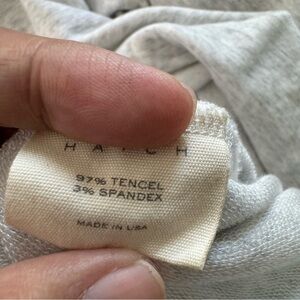 HATCH
97% TENCEL
3% SPANDEX
MADE IN USA